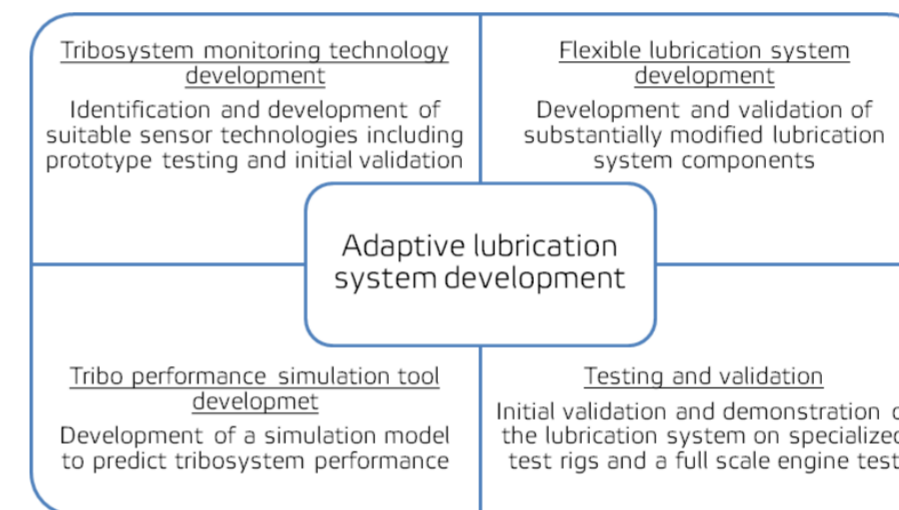 Tribosystem monitoring technology
development
Identification and development of
suitable sensor technologies including
prototype testing and initial validation
Flexible lubrication system
development
Development and validation of
substantially modified lubrication
system components
Adaptive lubrication
system development
Tribo performance simulation tool
developmet
Development of a simulation model
to predict tribosystem performance
Testing and validation
Initial validation and demonstration
the lubrication system on specialized
test rigs and a full scale engine test